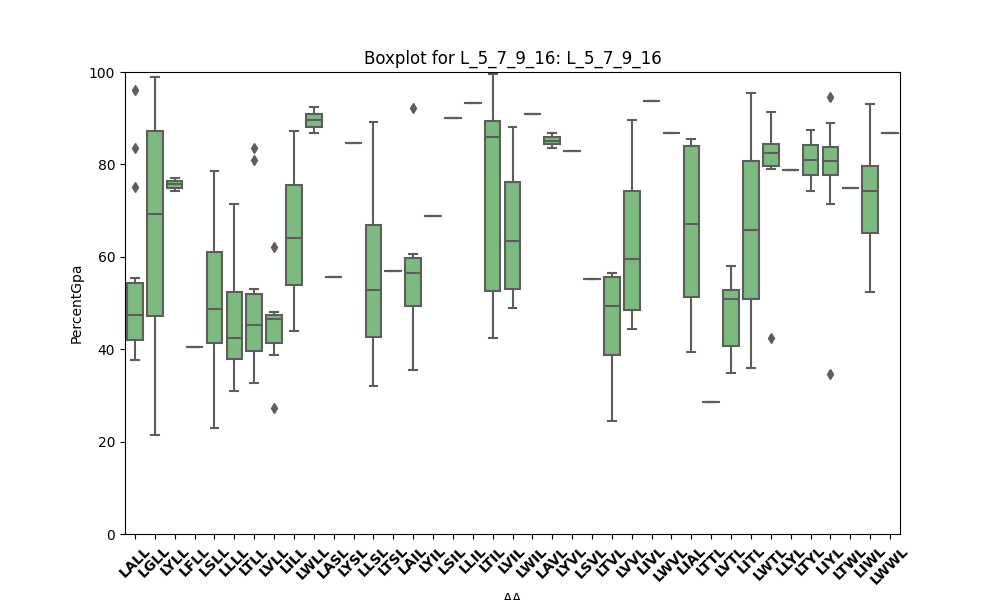 Boxplot for L_5_7_9_16: L_5_7_9_16
PercentGpa
100
80
60
40
20
0
LALL LGLL LYLL LFLL LSLL LLLL LTLL LVLL LILL LWLL LASL LYSL LLSL LTSL LAIL LYIL LSIL LLIL LTIL LVIL LWIL LAVL LYVL LSVL LTVL LVVL LIVL LWVL LIAL LTTL LVTL LITL LWTL LLYL LTYL LIYL LTWL LIWL LWWL
AA